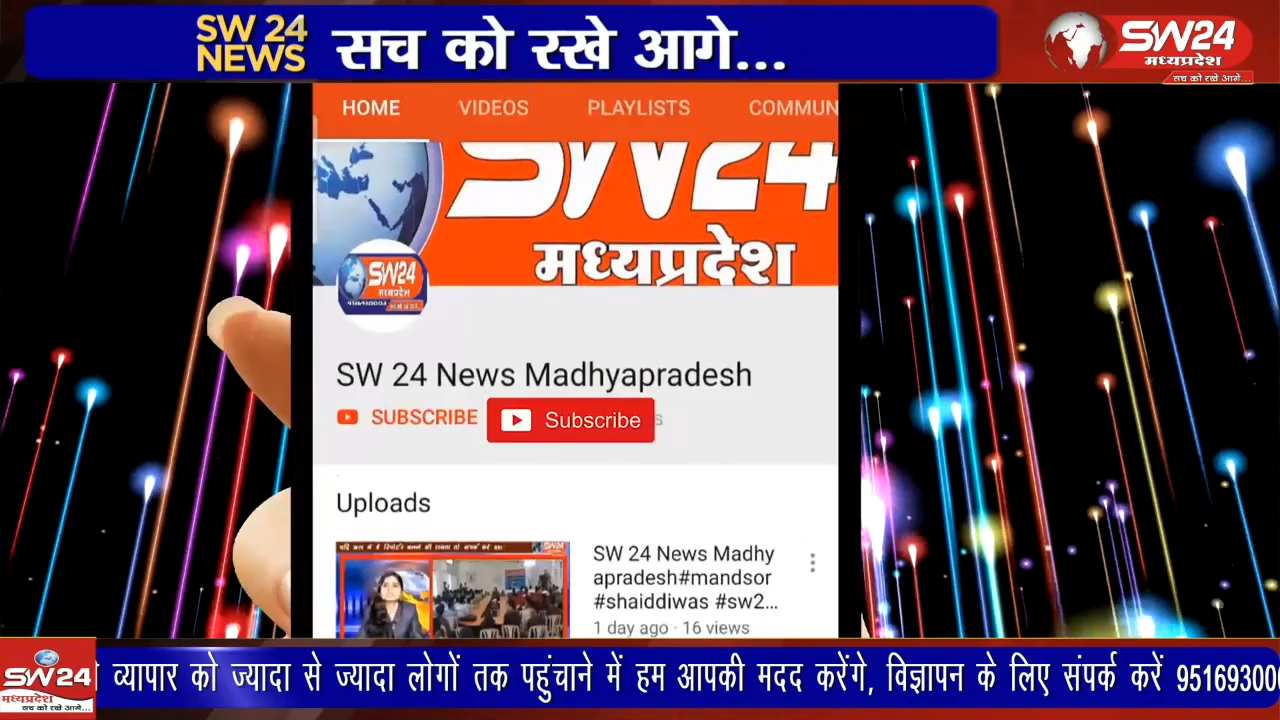 SW 24
NEWS
सच को रखे आगे...
SW24
मध्यप्रदेश
सच को रखे आगे...
HOME VIDEOS PLAYLISTS COMMUN
SW24
मध्यप्रदेश
SW24
मध्यप्रदेश
SW 24 News Madhyapradesh
SUBSCRIBE
Subscribe
s
Uploads
SW 24 News Madhy
apradesh#mandsor
#shaiddiwas #sw2...
1 day ago · 16 views
SW24
मध्यप्रदेश
सच को रखे आगे...
व्यापार को ज्यादा से ज्यादा लोगों तक पहुंचाने में हम आपकी मदद करेंगे, विज्ञापन के लिए संपर्क करें 951693000